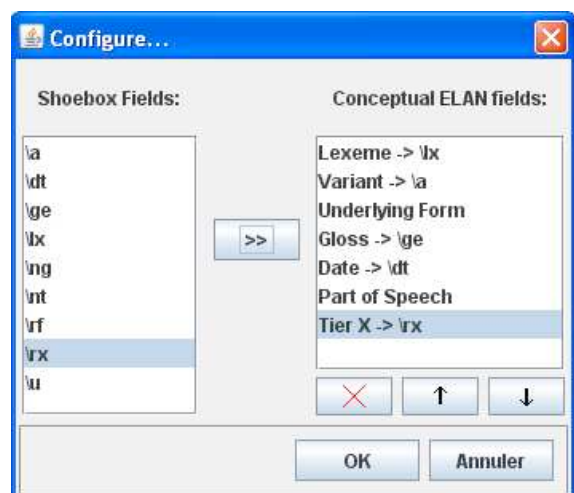 Configure...
Shoebox Fields:
\a
\dt
\ge
\lx
\ng
\nt
\rf
\rx
\u
>>
Conceptual ELAN fields:
Lexeme -> \lx
Variant -> \a
Underlying Form
Gloss -> \ge
Date -> \dt
Part of Speech
Tier X -> \rx
OK
Annuler